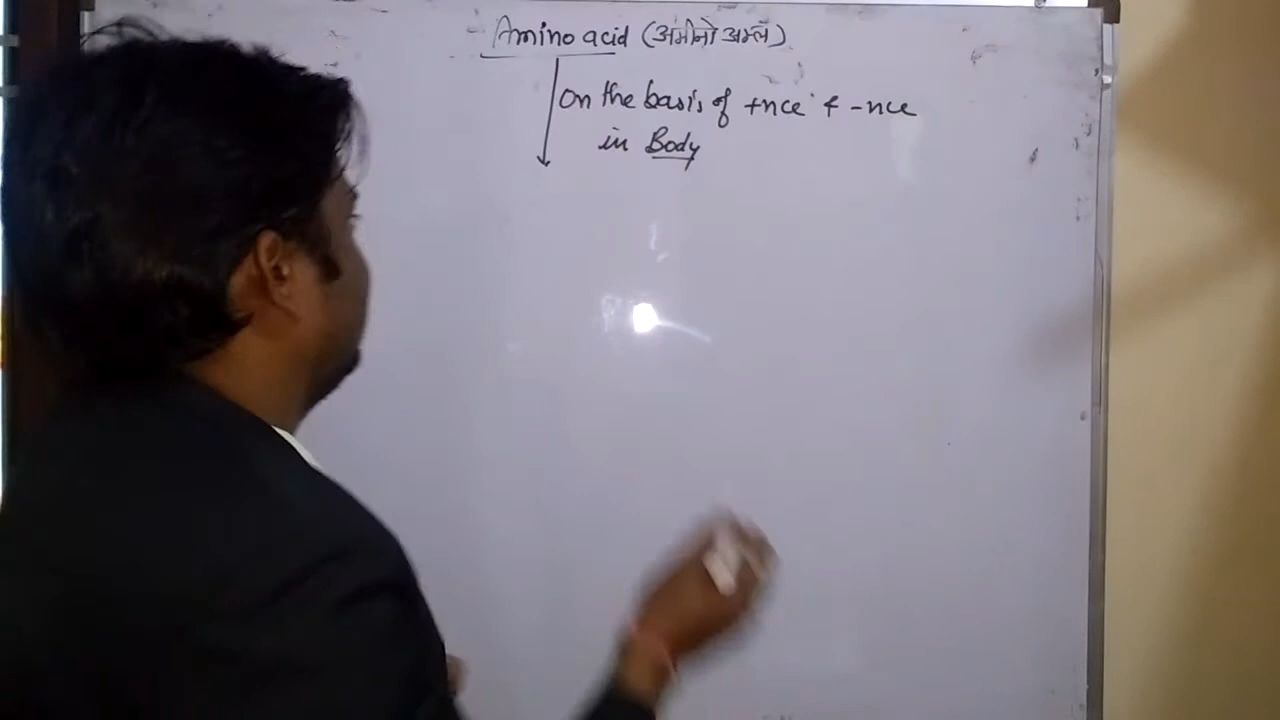 Amino acid (अमीनो अम्ल)
On the basis of +nce & -nce
in Body